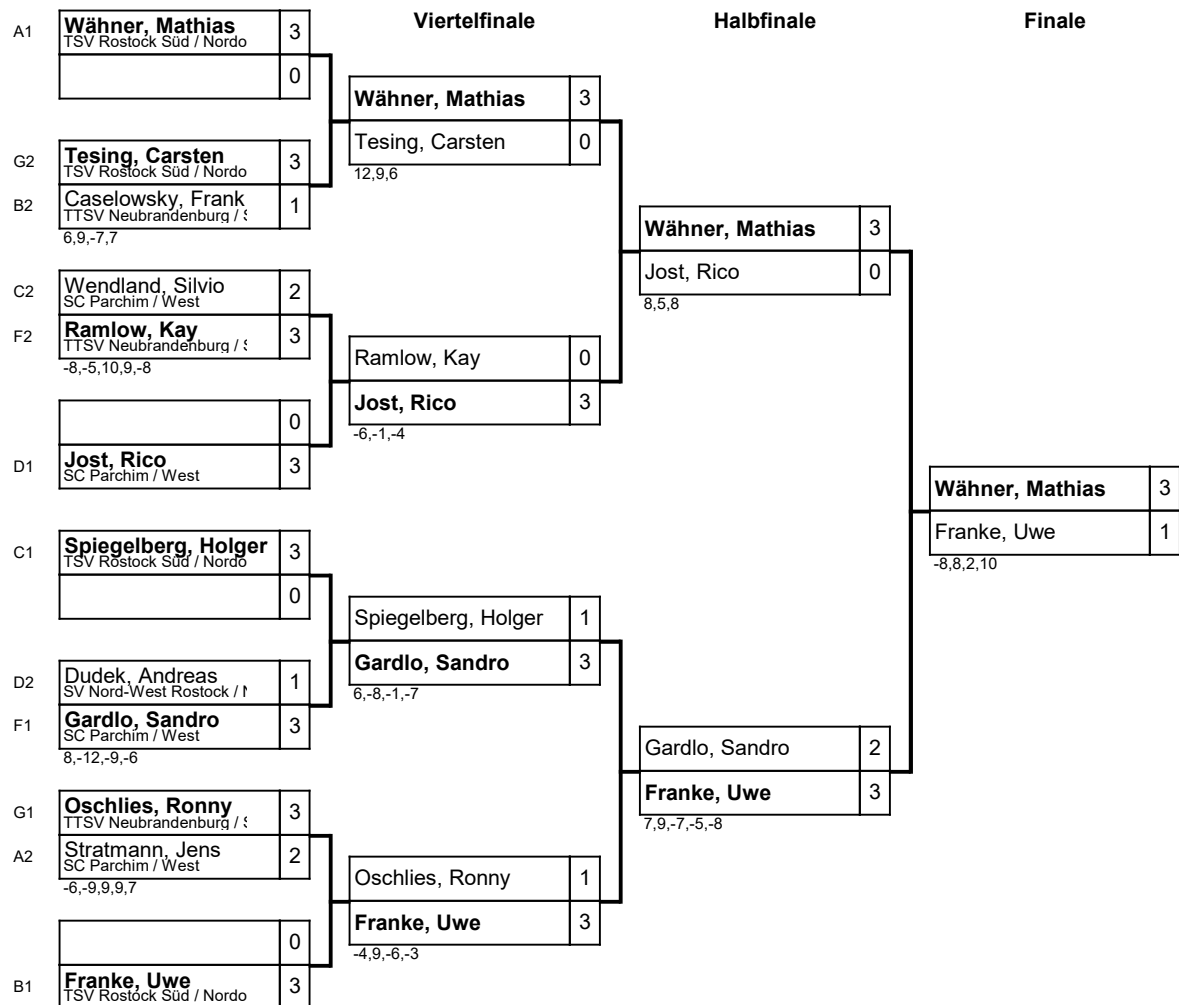 Viertelfinale
Halbfinale
Finale
A1
Wähner, Mathias
3
TSV Rostock Süd / Nordo
0
G2
Tesing, Carsten
3
TSV Rostock Süd / Nordo
B2
Caselowsky, Frank
1
TTSV Neubrandenburg /
6,9,-7,7
C2
Wendland, Silvio
2
SC Parchim / West
F2
Ramlow, Kay
3
TTSV Neubrandenburg /
-8,-5,10,9,-8
0
D1
Jost, Rico
3
SC Parchim / West
C1
Spiegelberg, Holger
3
TSV Rostock Süd / Nordo
0
D2
Dudek, Andreas
1
SV Nord-West Rostock /
F1
Gardlo, Sandro
3
SC Parchim / West
8,-12,-9,-6
G1
Oschlies, Ronny
3
TTSV Neubrandenburg /
A2
Stratmann, Jens
2
SC Parchim / West
-6,-9,9,9,7
0
B1
Franke, Uwe
3
TSV Rostock Süd / Nordo
Wähner, Mathias
3
Tesing, Carsten
0
12,9,6
Ramlow, Kay
0
Jost, Rico
3
-6,-1,-4
Spiegelberg, Holger
1
Gardlo, Sandro
3
6,-8,-1,-7
Oschlies, Ronny
1
Franke, Uwe
3
-4,9,-6,-3
Wähner, Mathias
3
Jost, Rico
0
8,5,8
Gardlo, Sandro
2
Franke, Uwe
3
7,9,-7,-5,-8
Wähner, Mathias
3
Franke, Uwe
1
-8,8,2,10